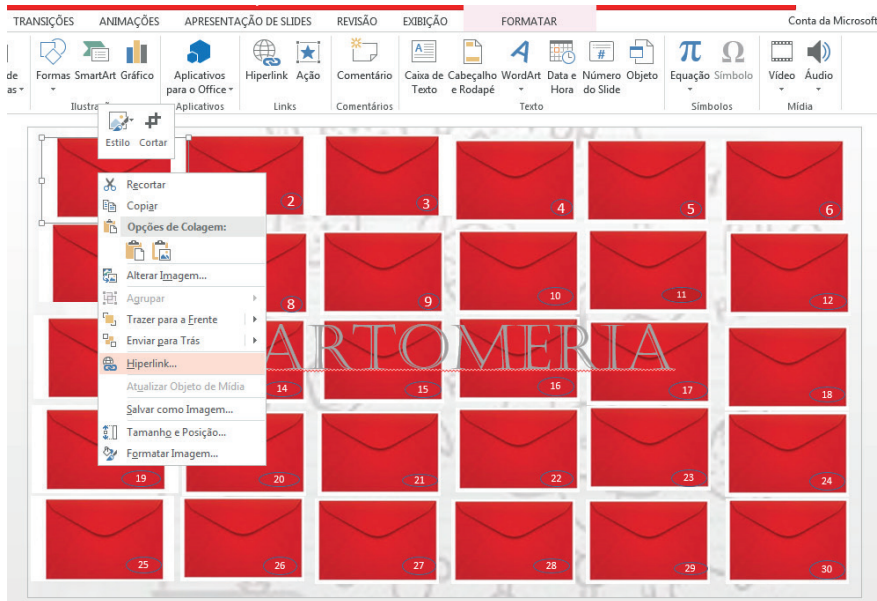 TRANSIÇÕES ANIMAÇÕES APRESENTAÇÃO DE SLIDES REVISÃO EXIBIÇÃO FORMATAR Conta da Microsoft
de Formas SmartArt Gráfico Aplicativos Hiperlink Ação Comentário Caixa de Cabeçalho WordArt Data e Número Objeto Equação Símbolo Vídeo Áudio
as para o Office Texto e Rodapé Hora do Slide
Aplicativos Links Comentários Texto Símbolos Mídia
Estilo Cortar
Recortar
Copiar
Opções de Colagem:
Alterar Imagem...
Agrupar
Trazer para a Frente
Enviar para Trás
Hiperlink...
Atualizar Objeto de Mídia
Salvar como Imagem...
Tamanho e Posição...
Formatar Imagem...
2 3 4 5 6
8 9 10 11 12
ARTOMERIA
14 15 16 17 18
19 20 21 22 23 24
25 26 27 28 29 30